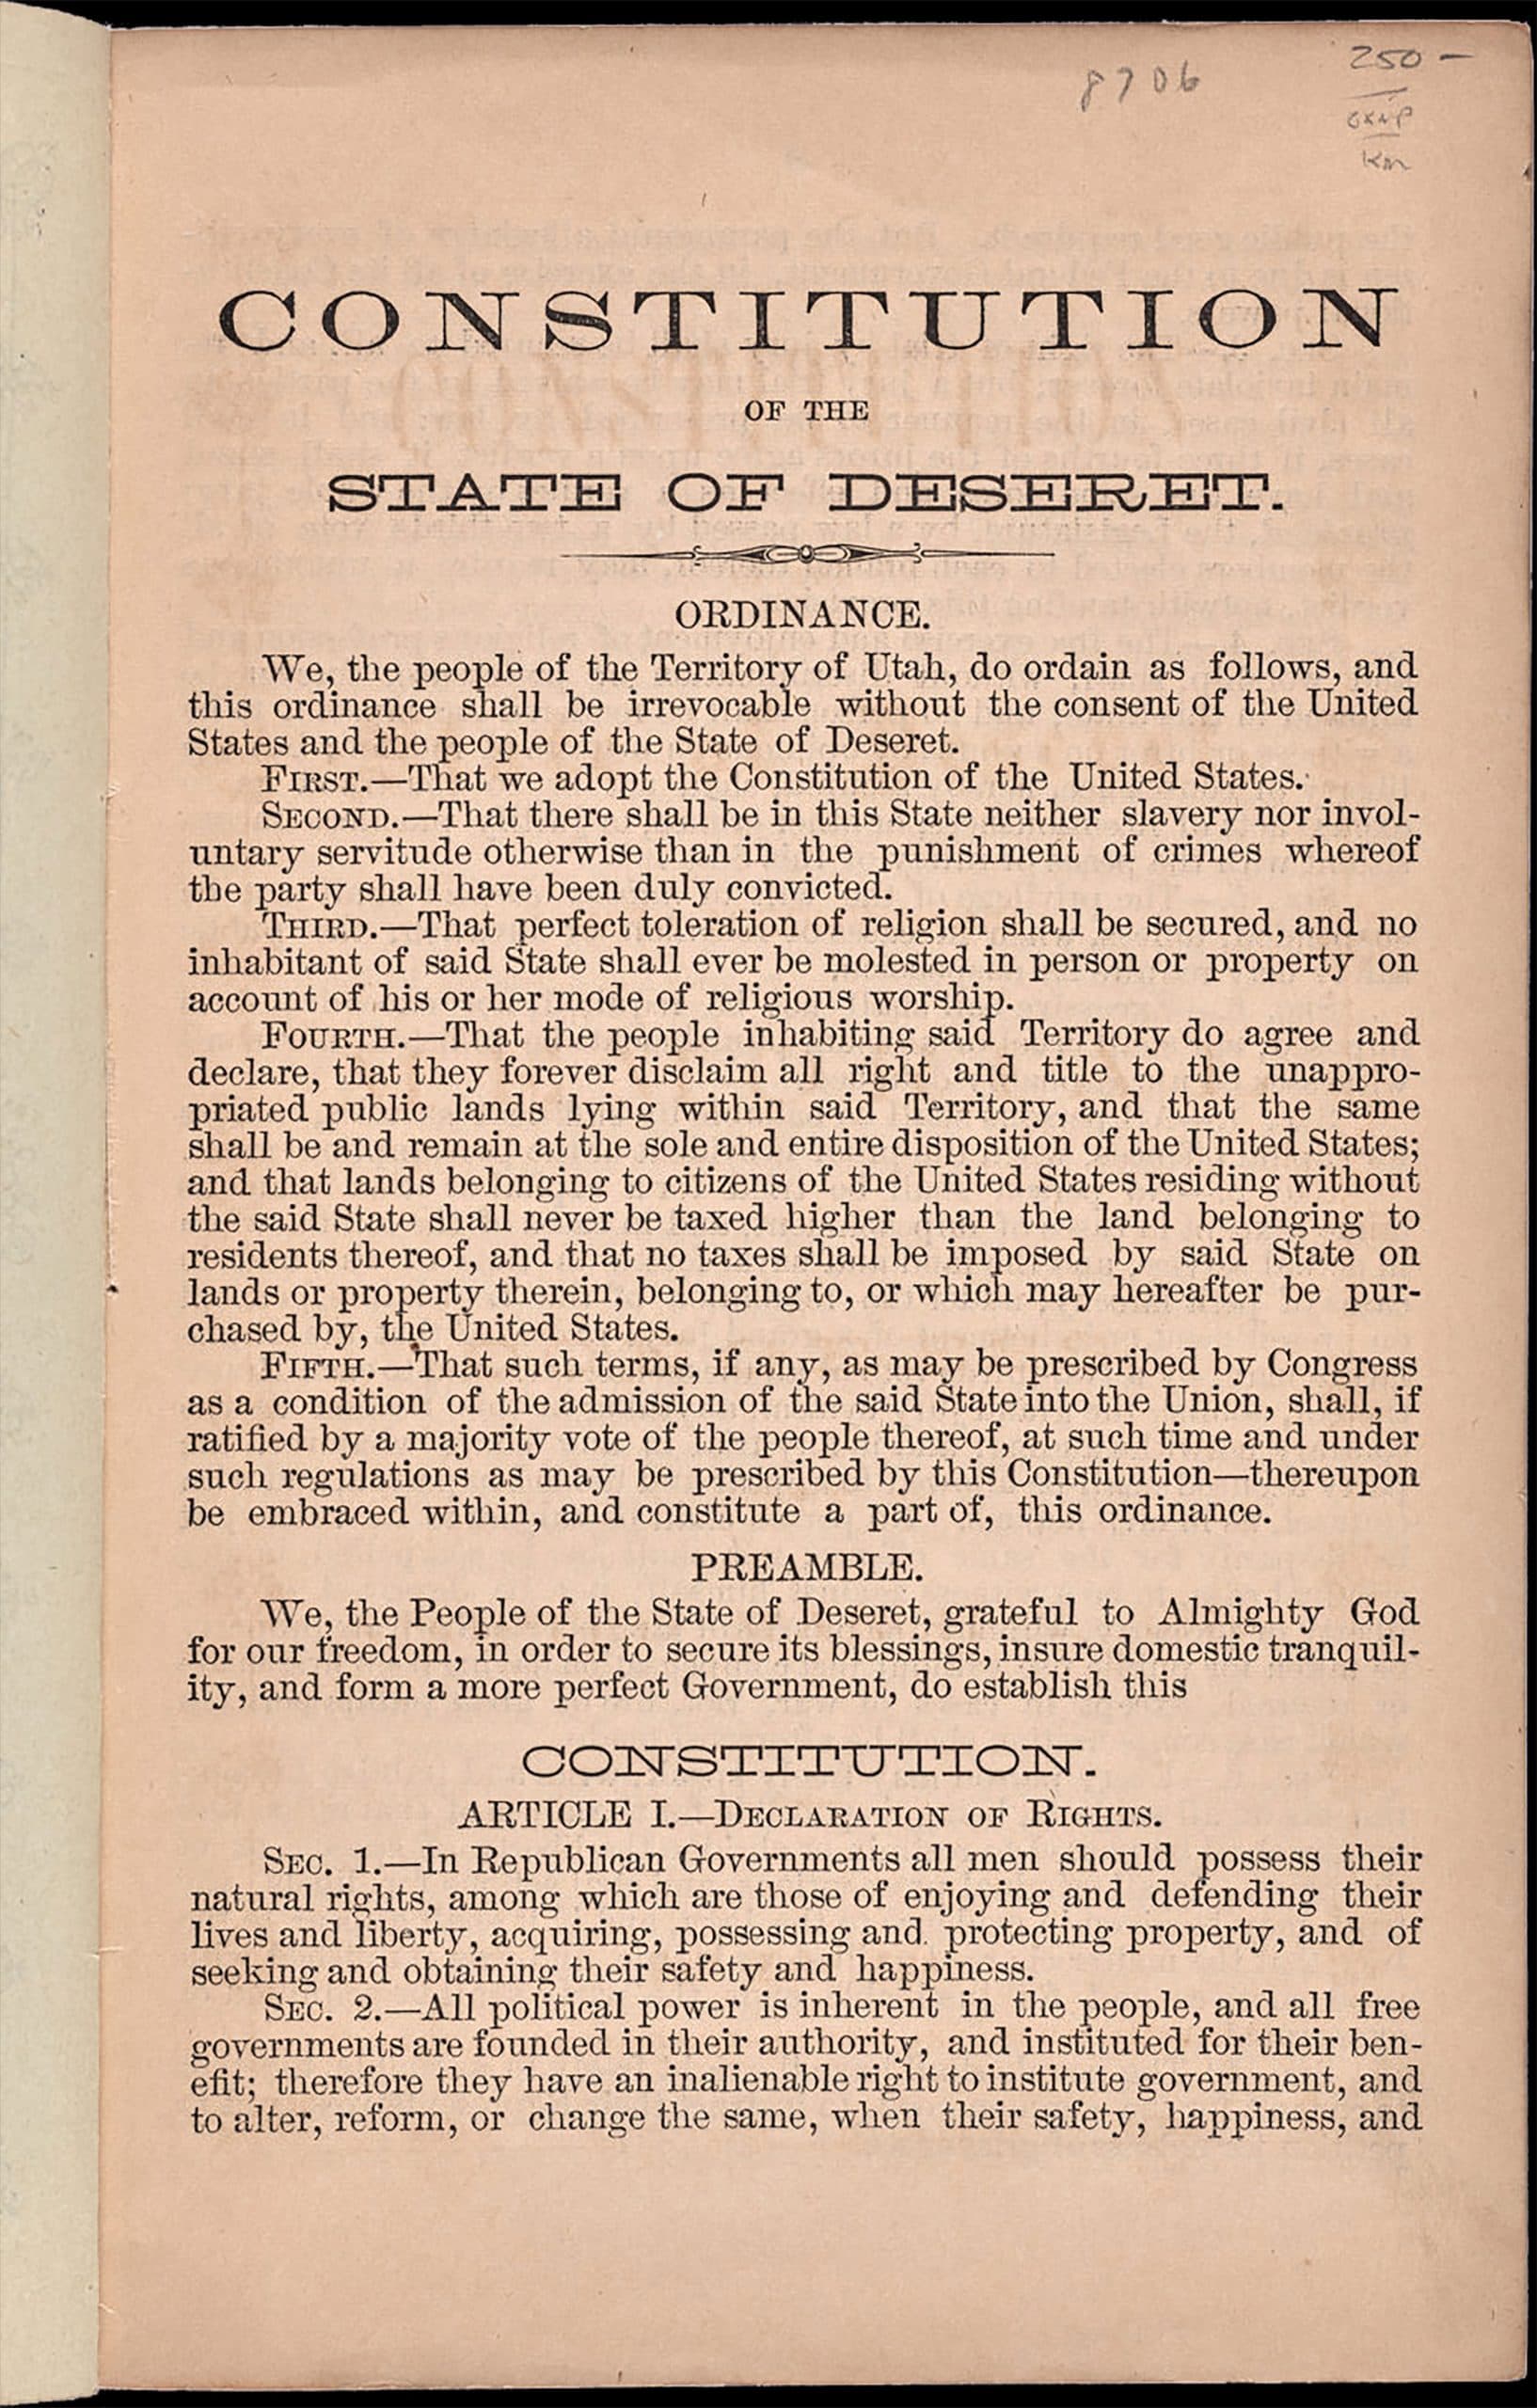 8706
250 -
CONSTITUTION
OF THE
STATE OF DESERET.
ORDINANCE.
We, the people of the Territory of Utah, do ordain as follows, and
this ordinance shall be irrevocable without the consent of the United
States and the people of the State of Deseret.
FIRST.—That we adopt the Constitution of the United States.
SECOND.—That there shall be in this State neither slavery nor invol-
untary servitude otherwise than in the punishment of crimes whereof
the party shall have been duly convicted.
THIRD.—That perfect toleration of religion shall be secured, and no
inhabitant of said State shall ever be molested in person or property on
account of his or her mode of religious worship.
FOURTH.—That the people inhabiting said Territory do agree and
declare, that they forever disclaim all right and title to the unappro-
priated public lands lying within said Territory, and that the same
shall be and remain at the sole and entire disposition of the United States;
and that lands belonging to citizens of the United States residing without
the said State shall never be taxed higher than the land belonging to
residents thereof, and that no taxes shall be imposed by said State on
lands or property therein, belonging to, or which may hereafter be pur-
chased by, the United States.
FIFTH.—That such terms, if any, as may be prescribed by Congress
as a condition of the admission of the said State into the Union, shall, if
ratified by a majority vote of the people thereof, at such time and under
such regulations as may be prescribed by this Constitution—thereupon
be embraced within, and constitute a part of, this ordinance.
PREAMBLE.
We, the People of the State of Deseret, grateful to Almighty God
for our freedom, in order to secure its blessings, insure domestic tranquil-
ity, and form a more perfect Government, do establish this
CONSTITUTION.
ARTICLE I.—DECLARATION OF RIGHTS.
SEC. 1.—In Republican Governments all men should possess their
natural rights, among which are those of enjoying and defending their
lives and liberty, acquiring, possessing and protecting property, and of
seeking and obtaining their safety and happiness.
SEC. 2.—All political power is inherent in the people, and all free
governments are founded in their authority, and instituted for their ben-
efit; therefore they have an inalienable right to institute government, and
to alter, reform, or change the same, when their safety, happiness, and